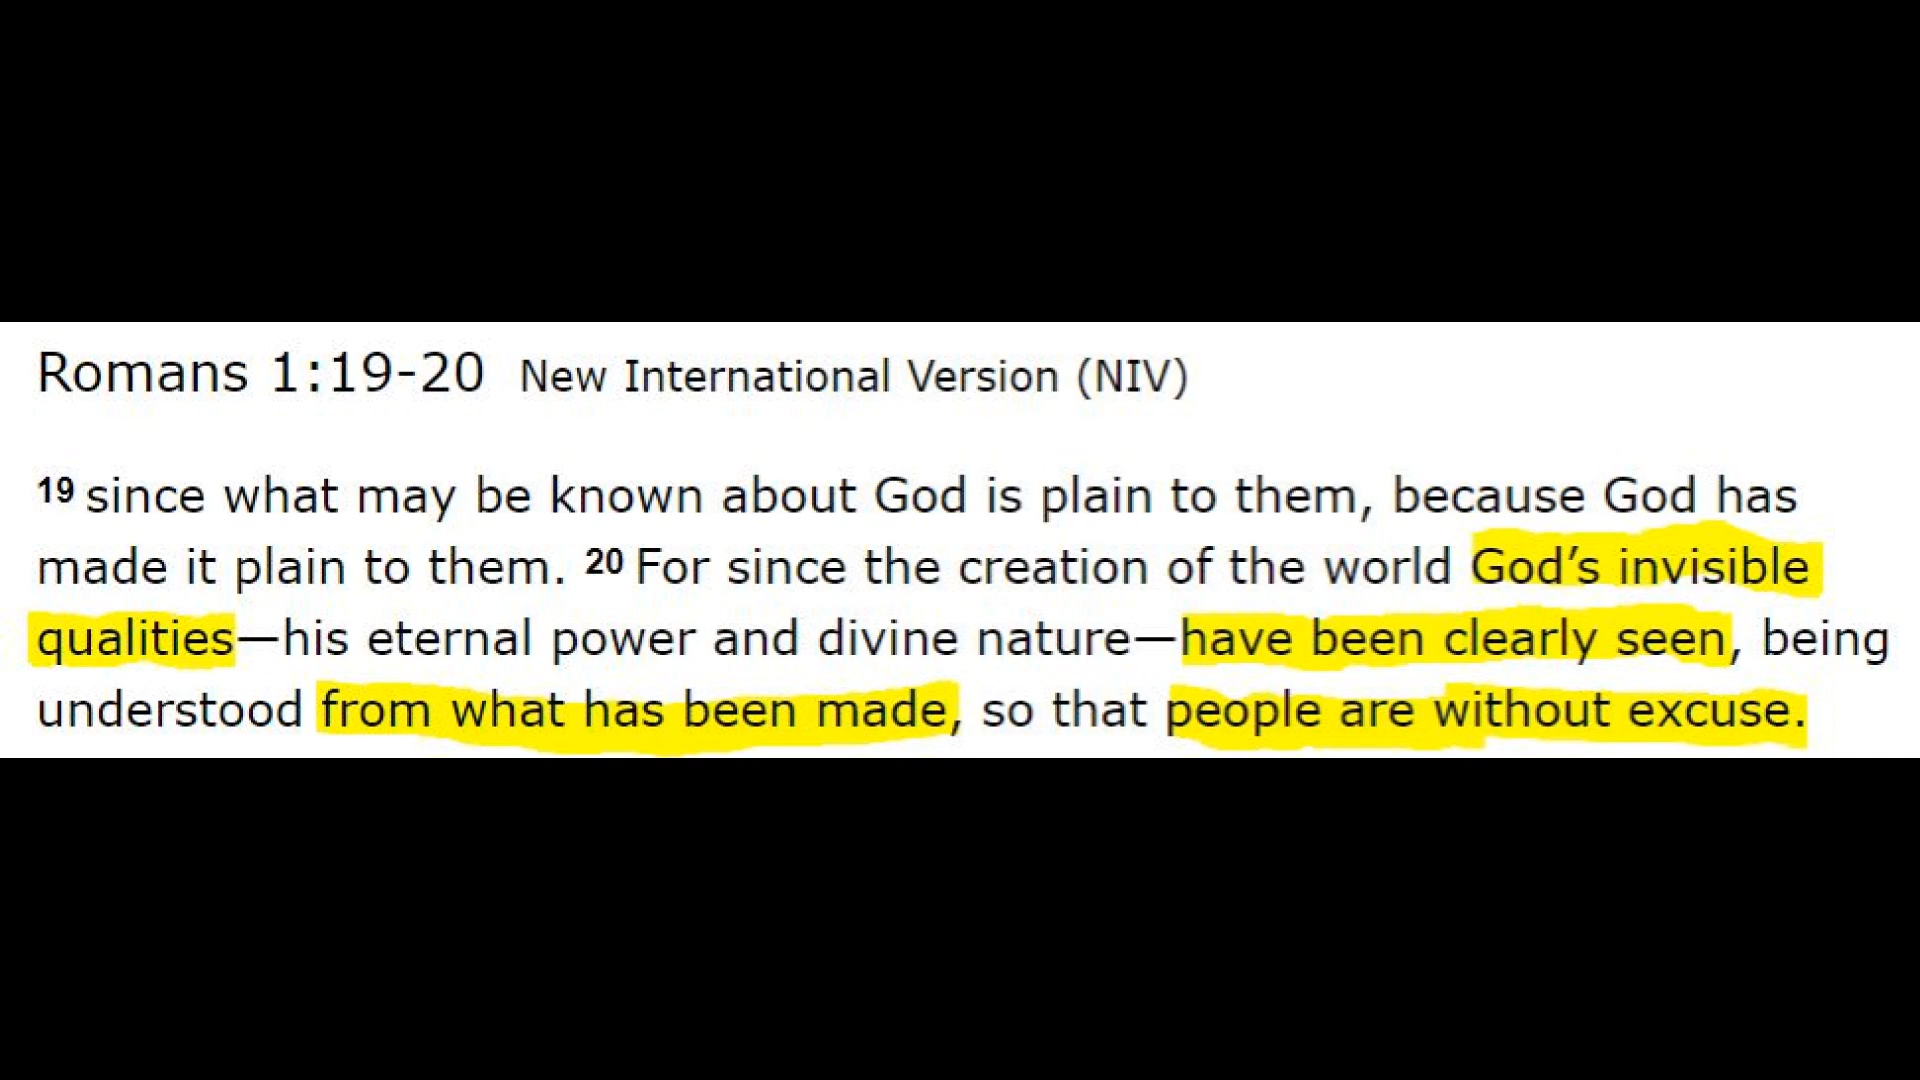 Romans 1:19-20 New International Version (NIV)
19 since what may be known about God is plain to them, because God has
made it plain to them. 20 For since the creation of the world God’s invisible
qualities—his eternal power and divine nature—have been clearly seen, being
understood from what has been made, so that people are without excuse.